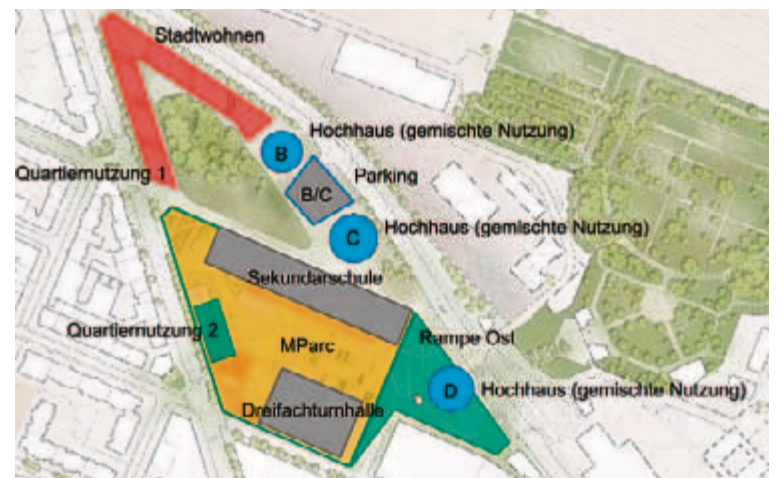 Stadtwohnen
Hochhaus (gemischte Nutzung)
B
Quartiernutzung 1
Parking
B/C
Hochhaus (gemischte Nutzung)
C
Sekundarschule
Quartiernutzung 2
MParc
Rampe Ost
D
Hochhaus (gemischte Nutzung)
Dreifachturnhalle